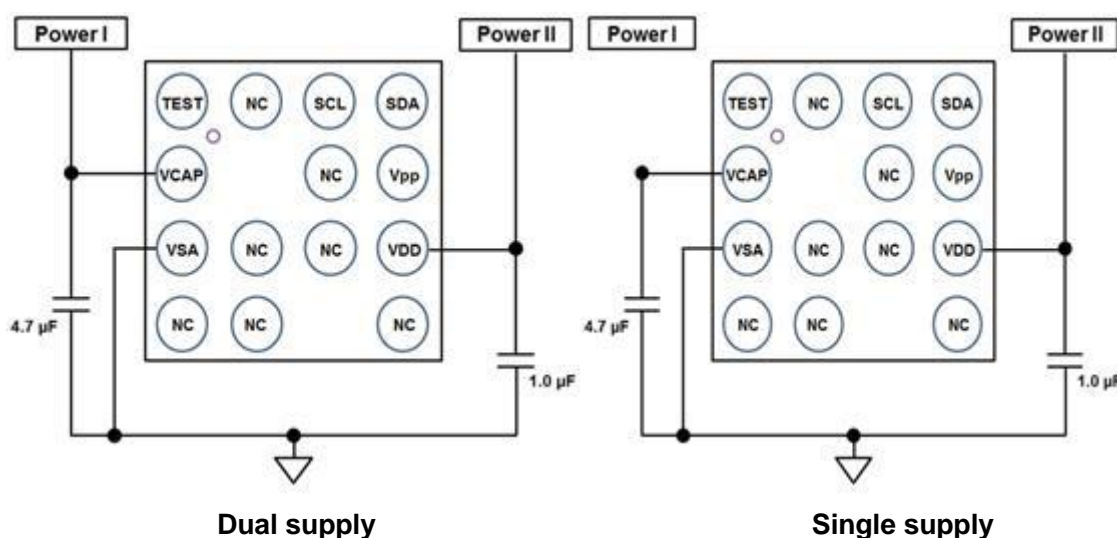 Power I
Power II
Power I
Power II
TEST NC SCL SDA
TEST NC SCL SDA
VCAP NC Vpp
VCAP NC Vpp
VSA NC NC VDD
VSA NC NC VDD
4.7 µF
NC NC NC
4.7 µF
NC NC NC
1.0 µF
1.0 µF
Dual supply
Single supply